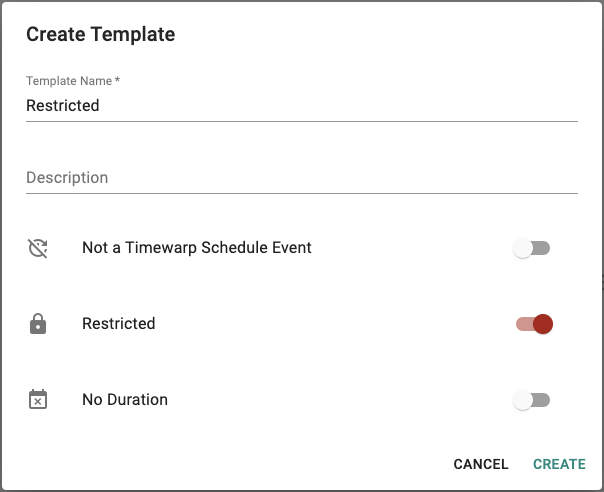 Create Template
Template Name *
Restricted
Description
Not a Timewarp Schedule Event
Restricted
No Duration
CANCEL CREATE